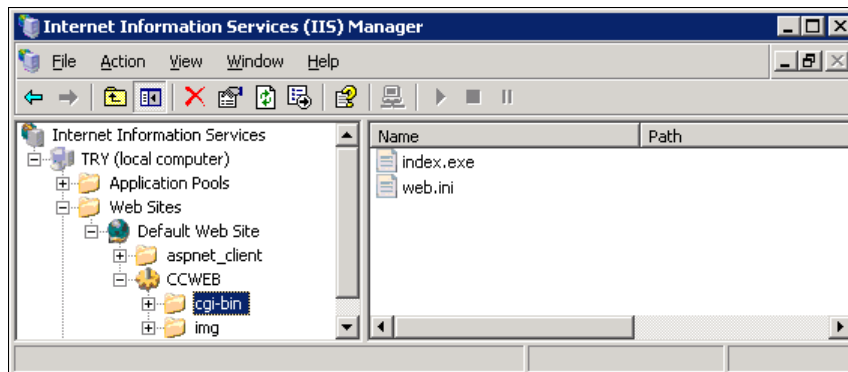 Internet Information Services (IIS) Manager
File Action View Window Help
Internet Information Services
TRY (local computer)
Application Pools
Web Sites
Default Web Site
aspnet_client
CCWEB
cgi-bin
img
Name Path
index.exe
web.ini